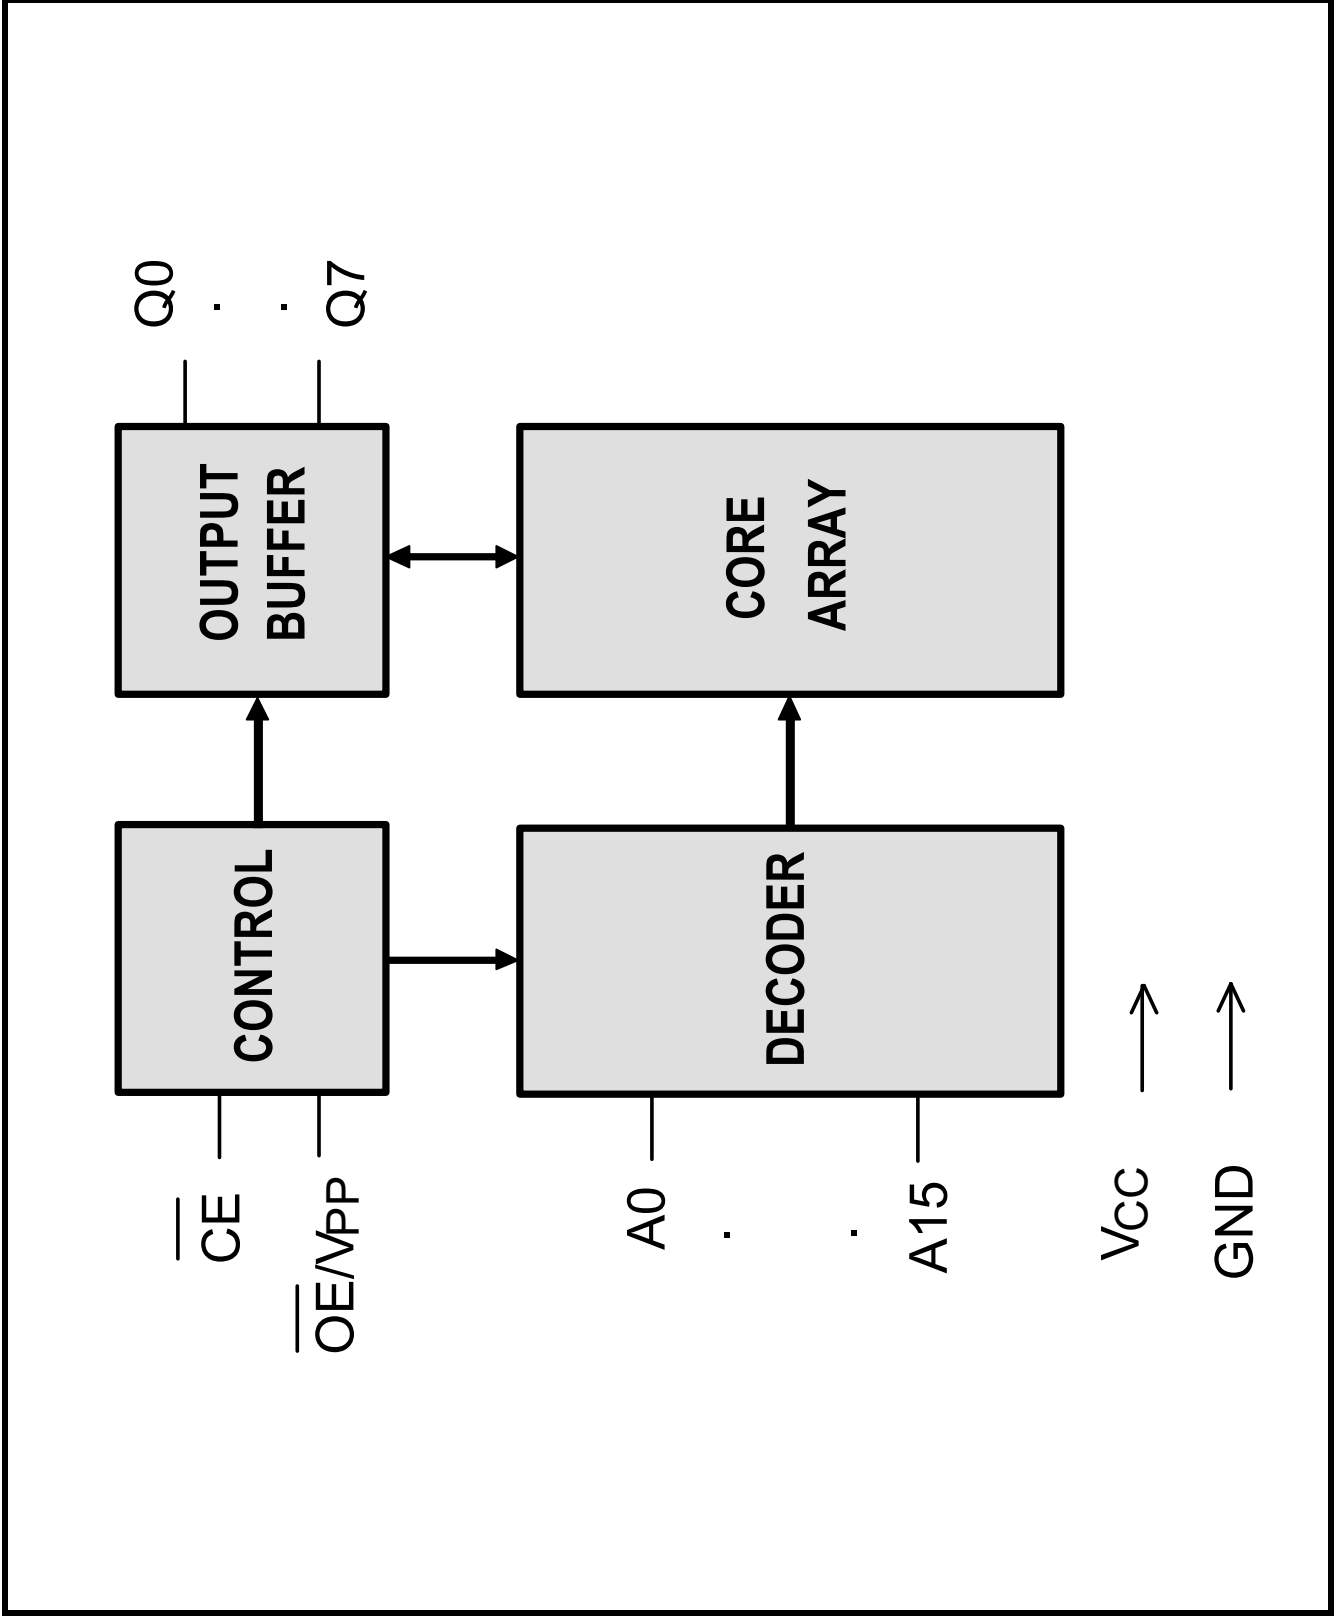 CE
OE/VPP
CONTROL
OUTPUT
BUFFER
Q0
.
.
Q7
A0
.
.
A15
DECODER
CORE
ARRAY
VCC
GND